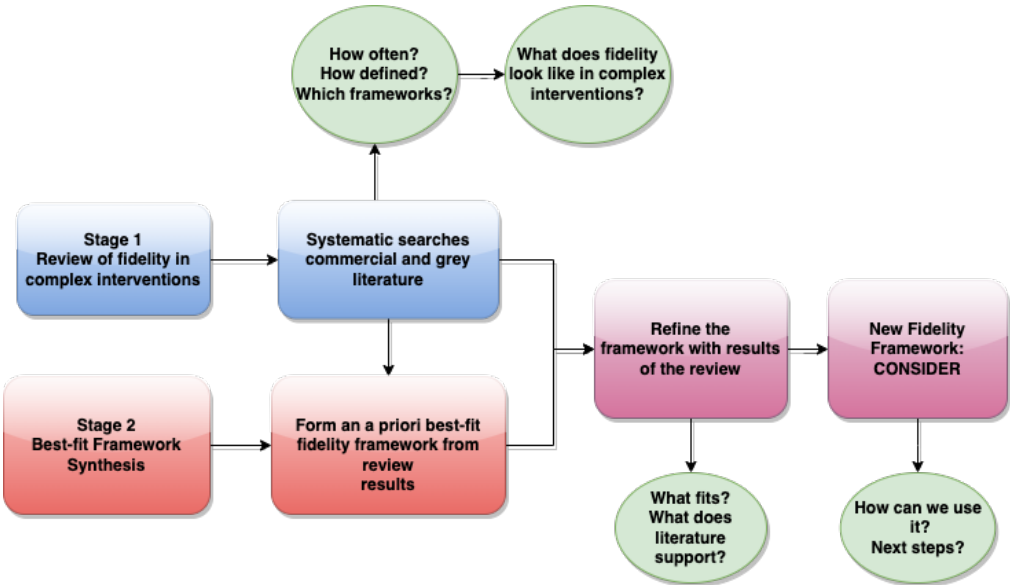 How often?
How defined?
Which frameworks?
What does fidelity
look like in complex
interventions?
Stage 1
Review of fidelity in
complex interventions
Systematic searches
commercial and grey
literature
Refine the
framework with results
of the review
New Fidelity
Framework:
CONSIDER
Stage 2
Best-fit Framework
Synthesis
Form an a priori best-fit
fidelity framework from
review
results
What fits?
What does
literature
support?
How can we use
it?
Next steps?